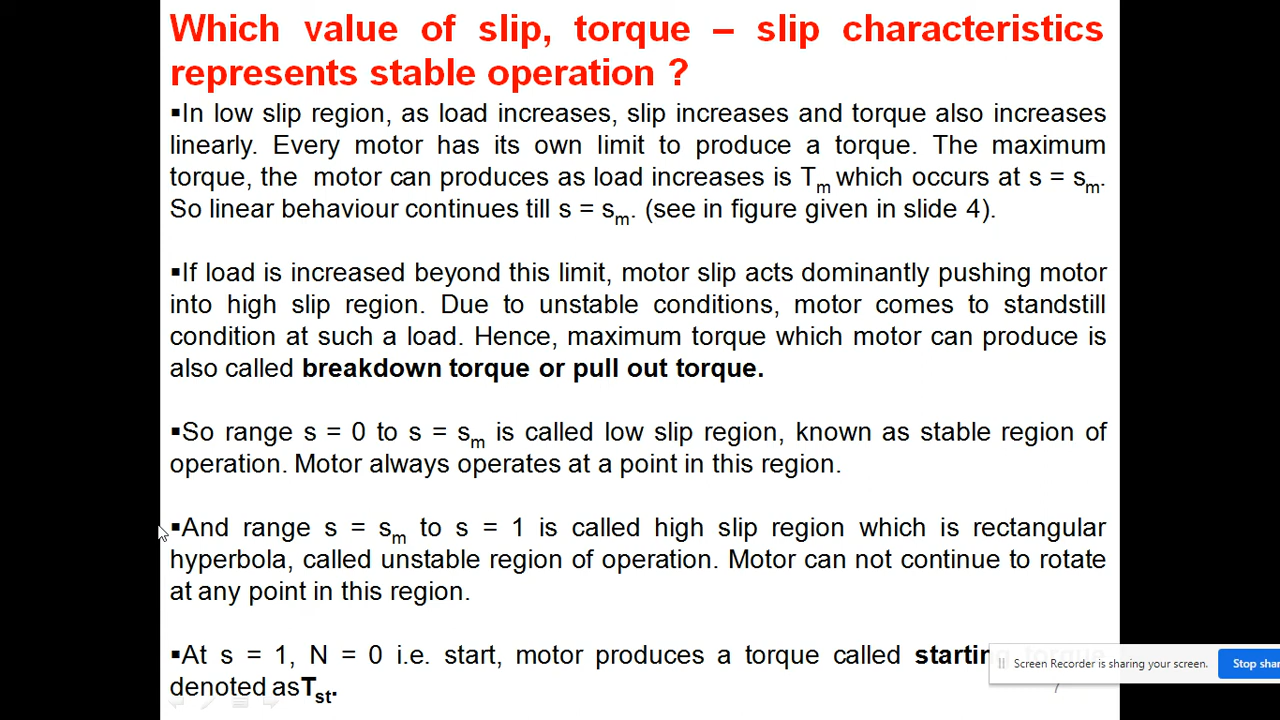 Which value of slip, torque – slip characteristics
represents stable operation ?
▪In low slip region, as load increases, slip increases and torque also increases
linearly. Every motor has its own limit to produce a torque. The maximum
torque, the motor can produces as load increases is Tm which occurs at s = sm.
So linear behaviour continues till s = sm. (see in figure given in slide 4).
▪If load is increased beyond this limit, motor slip acts dominantly pushing motor
into high slip region. Due to unstable conditions, motor comes to standstill
condition at such a load. Hence, maximum torque which motor can produce is
also called breakdown torque or pull out torque.
▪So range s = 0 to s = sm is called low slip region, known as stable region of
operation. Motor always operates at a point in this region.
▪And range s = sm to s = 1 is called high slip region which is rectangular
hyperbola, called unstable region of operation. Motor can not continue to rotate
at any point in this region.
▪At s = 1, N = 0 i.e. start, motor produces a torque called starting torque
denoted asTst.
Screen Recorder is sharing your screen.
Stop shar
7